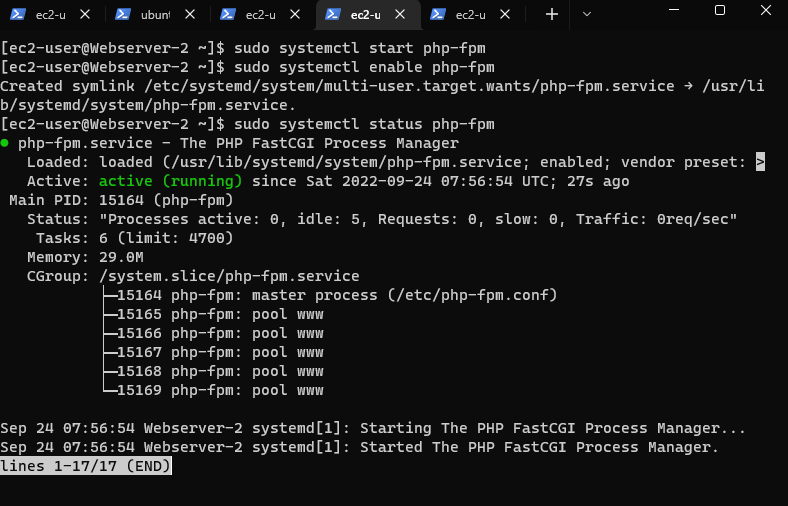 ec2-u
ubunt
ec2-u
ec2-u
ec2-u
[ec2-user@Webserver-2 ~]$ sudo systemctl start php-fpm
[ec2-user@Webserver-2 ~]$ sudo systemctl enable php-fpm
Created symlink /etc/systemd/system/multi-user.target.wants/php-fpm.service → /usr/li
b/systemd/system/php-fpm.service.
[ec2-user@Webserver-2 ~]$ sudo systemctl status php-fpm
● php-fpm.service - The PHP FastCGI Process Manager
   Loaded: loaded (/usr/lib/systemd/system/php-fpm.service; enabled; vendor preset: >
   Active: active (running) since Sat 2022-09-24 07:56:54 UTC; 27s ago
 Main PID: 15164 (php-fpm)
   Status: "Processes active: 0, idle: 5, Requests: 0, slow: 0, Traffic: 0req/sec"
    Tasks: 6 (limit: 4700)
   Memory: 29.0M
   CGroup: /system.slice/php-fpm.service
           ├─15164 php-fpm: master process (/etc/php-fpm.conf)
           ├─15165 php-fpm: pool www
           ├─15166 php-fpm: pool www
           ├─15167 php-fpm: pool www
           ├─15168 php-fpm: pool www
           └─15169 php-fpm: pool www
Sep 24 07:56:54 Webserver-2 systemd[1]: Starting The PHP FastCGI Process Manager...
Sep 24 07:56:54 Webserver-2 systemd[1]: Started The PHP FastCGI Process Manager.
lines 1-17/17 (END)